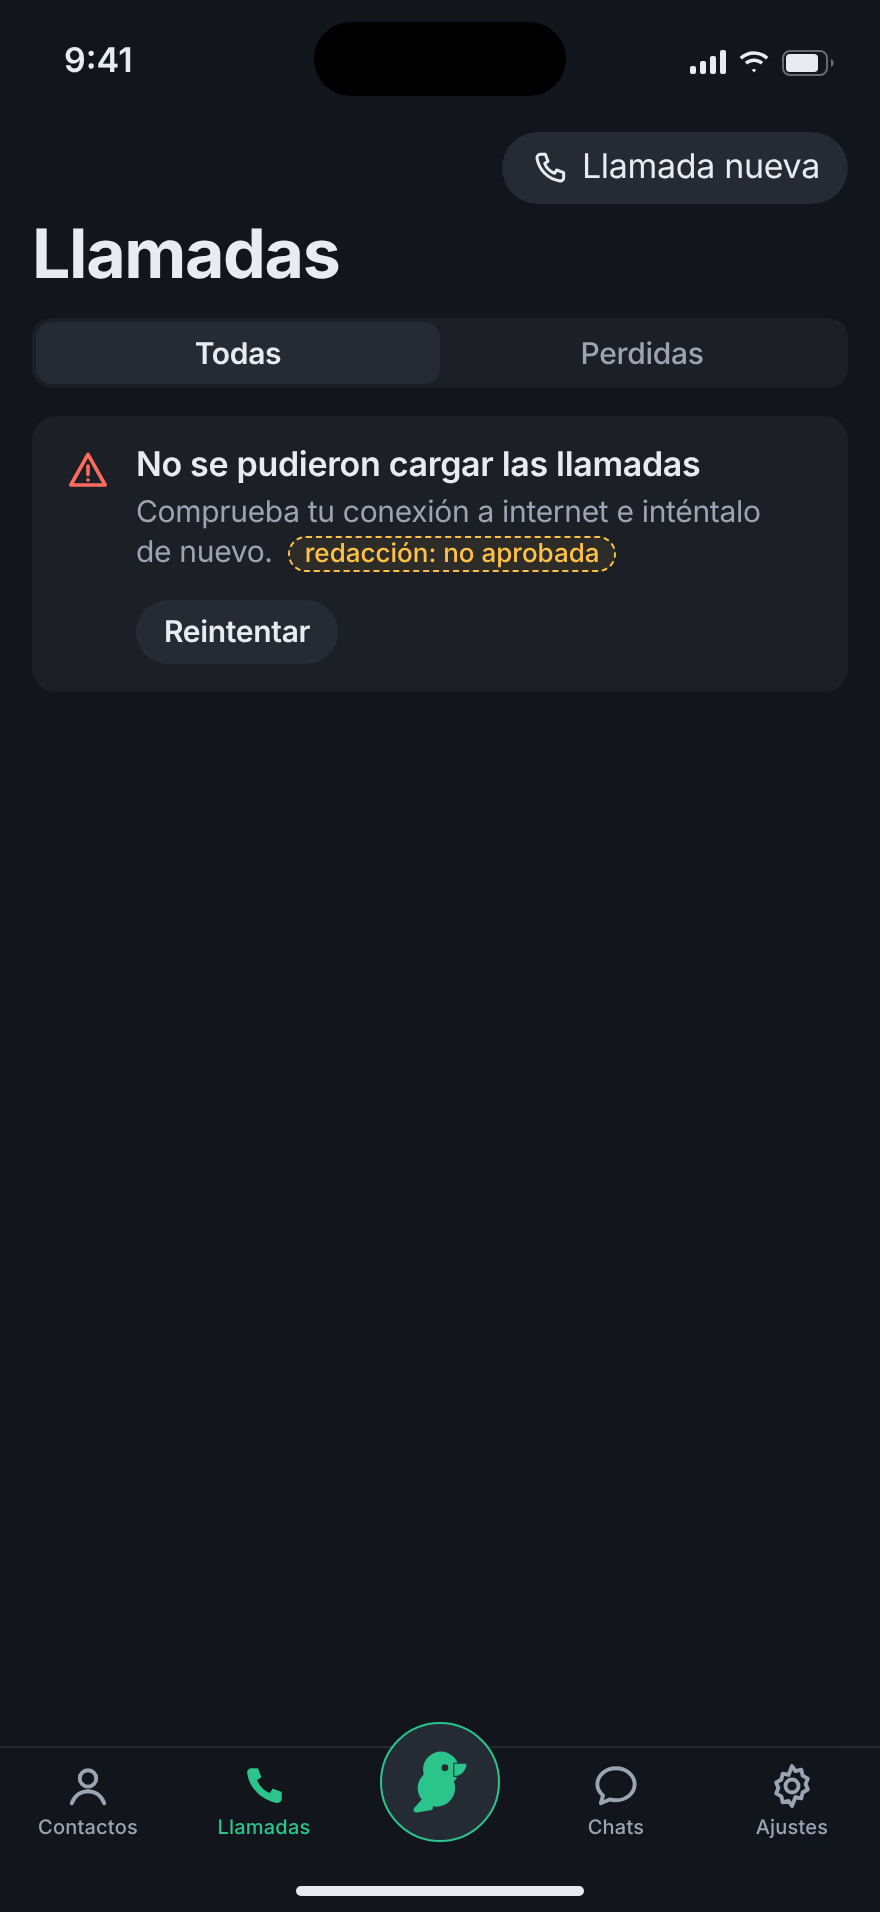 9:41
Llamada nueva
Llamadas
Todas
Perdidas
No se pudieron cargar las llamadas
Comprueba tu conexión a internet e inténtalo
de nuevo. redacción: no aprobada
Reintentar
Contactos
Llamadas
Chats
Ajustes